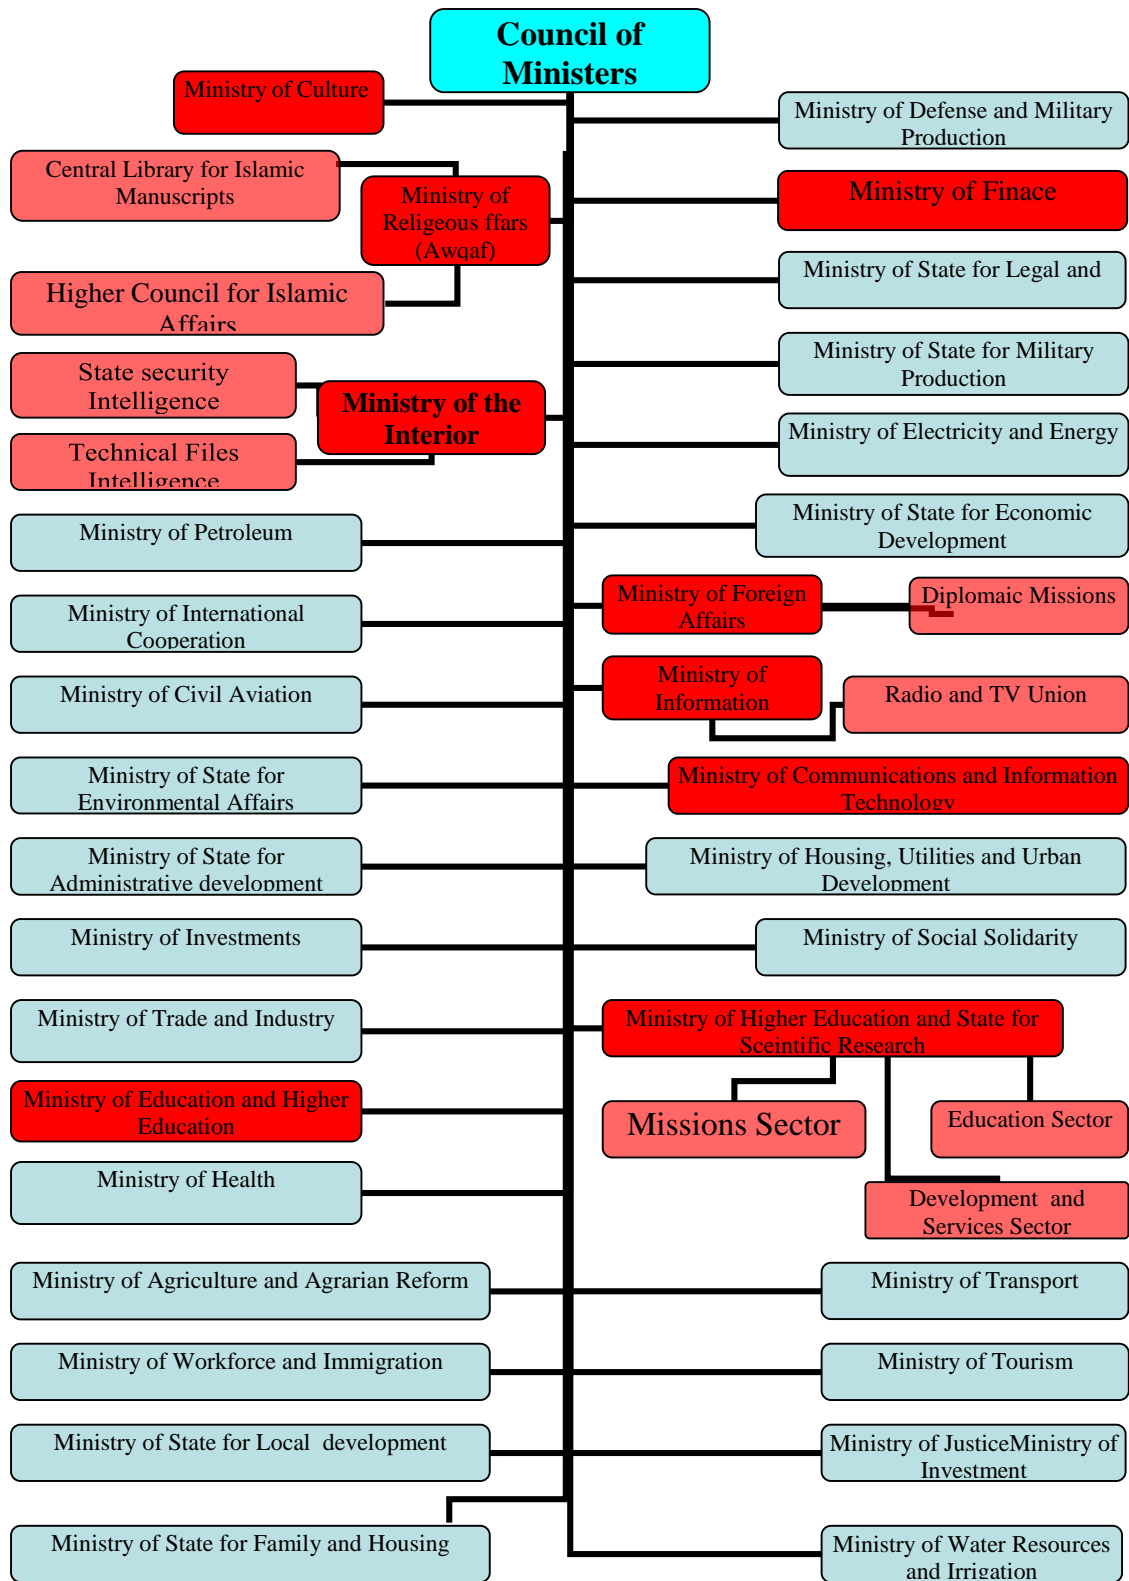 Council of
Ministers
Ministry of Culture
Ministry of Defense and Military
Production
Central Library for Islamic
Manuscripts
Ministry of
Religeous ffars
(Awqaf)
Ministry of Finace
Higher Council for Islamic
Affairs
Ministry of State for Legal and
State security
Intelligence
Ministry of the
Interior
Ministry of State for Military
Production
Technical Files
Intelligence
Ministry of Electricity and Energy
Ministry of Petroleum
Ministry of State for Economic
Development
Ministry of International
Cooperation
Ministry of Foreign
Affairs
Diplomaic Missions
Ministry of Civil Aviation
Ministry of
Information
Radio and TV Union
Ministry of State for
Environmental Affairs
Ministry of Communications and Information
Technology
Ministry of State for
Administrative development
Ministry of Housing, Utilities and Urban
Development
Ministry of Investments
Ministry of Social Solidarity
Ministry of Trade and Industry
Ministry of Higher Education and State for
Sceintific Research
Ministry of Education and Higher
Education
Missions Sector
Education Sector
Ministry of Health
Development and
Services Sector
Ministry of Agriculture and Agrarian Reform
Ministry of Transport
Ministry of Workforce and Immigration
Ministry of Tourism
Ministry of State for Local development
Ministry of JusticeMinistry of
Investment
Ministry of State for Family and Housing
Ministry of Water Resources
and Irrigation